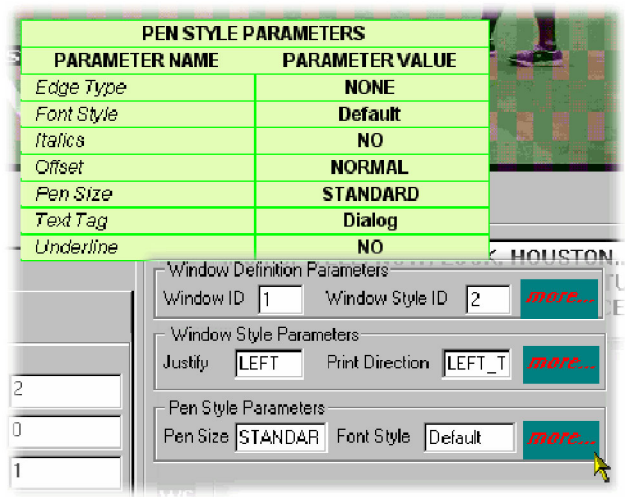 PEN STYLE PARAMETERS
PARAMETER NAME PARAMETER VALUE
Edge Type NONE
Font Style Default
Italics NO
Offset NORMAL
Pen Size STANDARD
Text Tag Dialog
Underline NO
LOOK, HOUSTON...
Window Definition Parameters
Window ID 1 Window Style ID 2 more...
Window Style Parameters
Justify LEFT Print Direction LEFT_T more...
2
Pen Style Parameters
0
Pen Size STANDAR Font Style Default more...
1